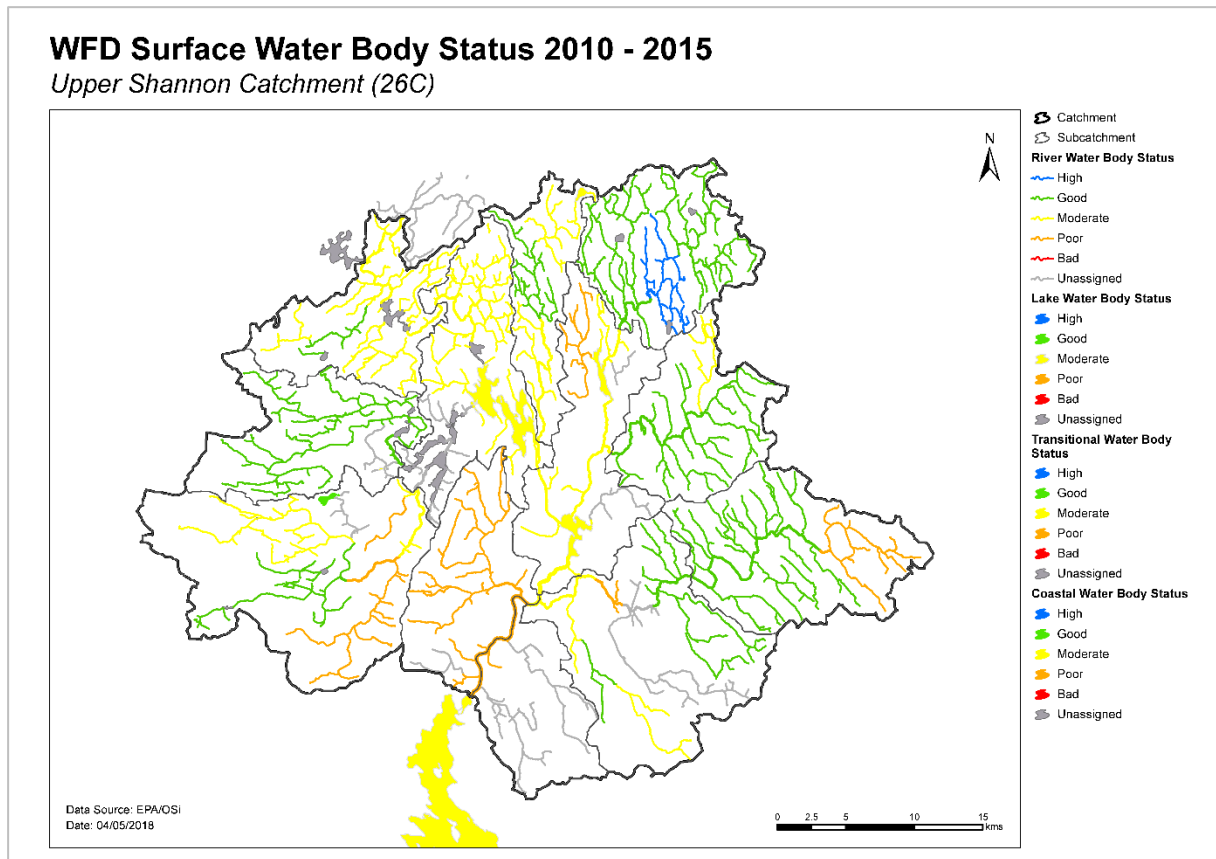 WFD Surface Water Body Status 2010 - 2015
Upper Shannon Catchment (26C)
N
Catchment
Subcatchment
River Water Body Status
High
Good
Moderate
Poor
Bad
Unassigned
Lake Water Body Status
High
Good
Moderate
Poor
Bad
Unassigned
Transitional Water Body
Status
High
Good
Moderate
Poor
Bad
Unassigned
Coastal Water Body Status
High
Good
Moderate
Poor
Bad
Unassigned
Data Source: EPA/OSi
Date: 04/05/2018
0 2.5 5 10 15
kms